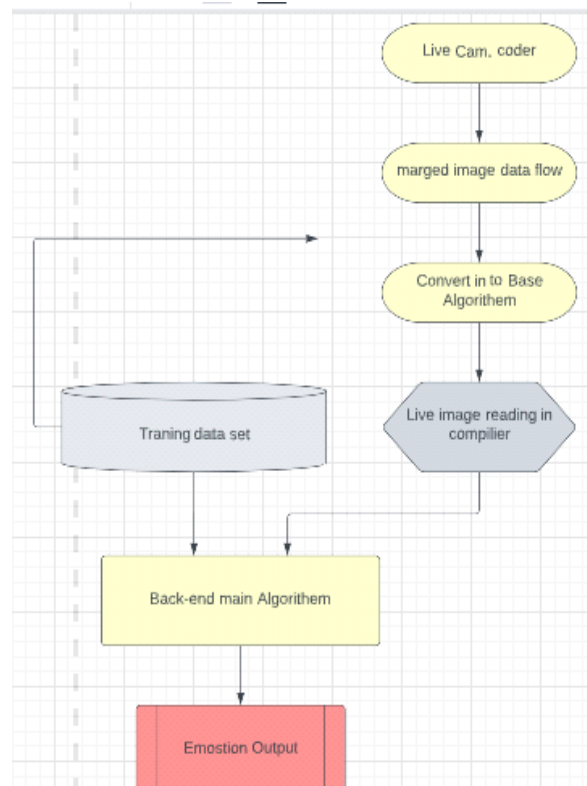 Live Cam. coder
marged image data flow
Convert in to Base
Algorithem
Live image reading in
compilier
Traning data set
Back-end main Algorithem
Emostion Output